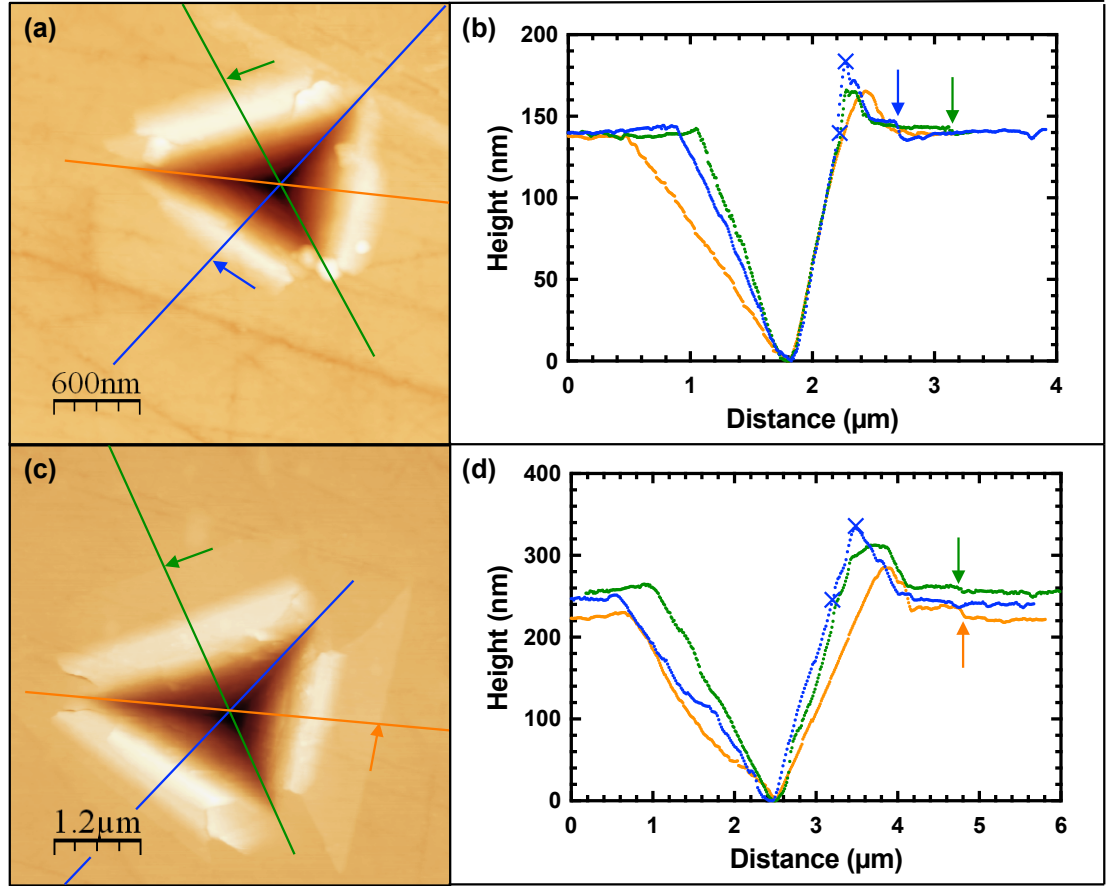 (a)
600nm
(b)
Height (nm)
200
150
100
50
0
0 1 2 3 4
Distance (µm)
(c)
1.2µm
(d)
Height (nm)
400
300
200
100
0
0 1 2 3 4 5 6
Distance (µm)